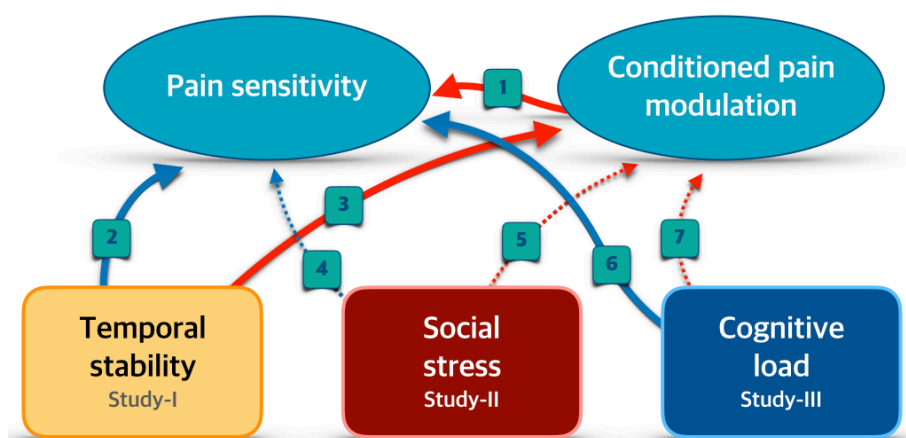 Pain sensitivity
Conditioned pain
modulation
1
2
3
4
5
6
7
Temporal
stability
Study-I
Social
stress
Study-II
Cognitive
load
Study-III